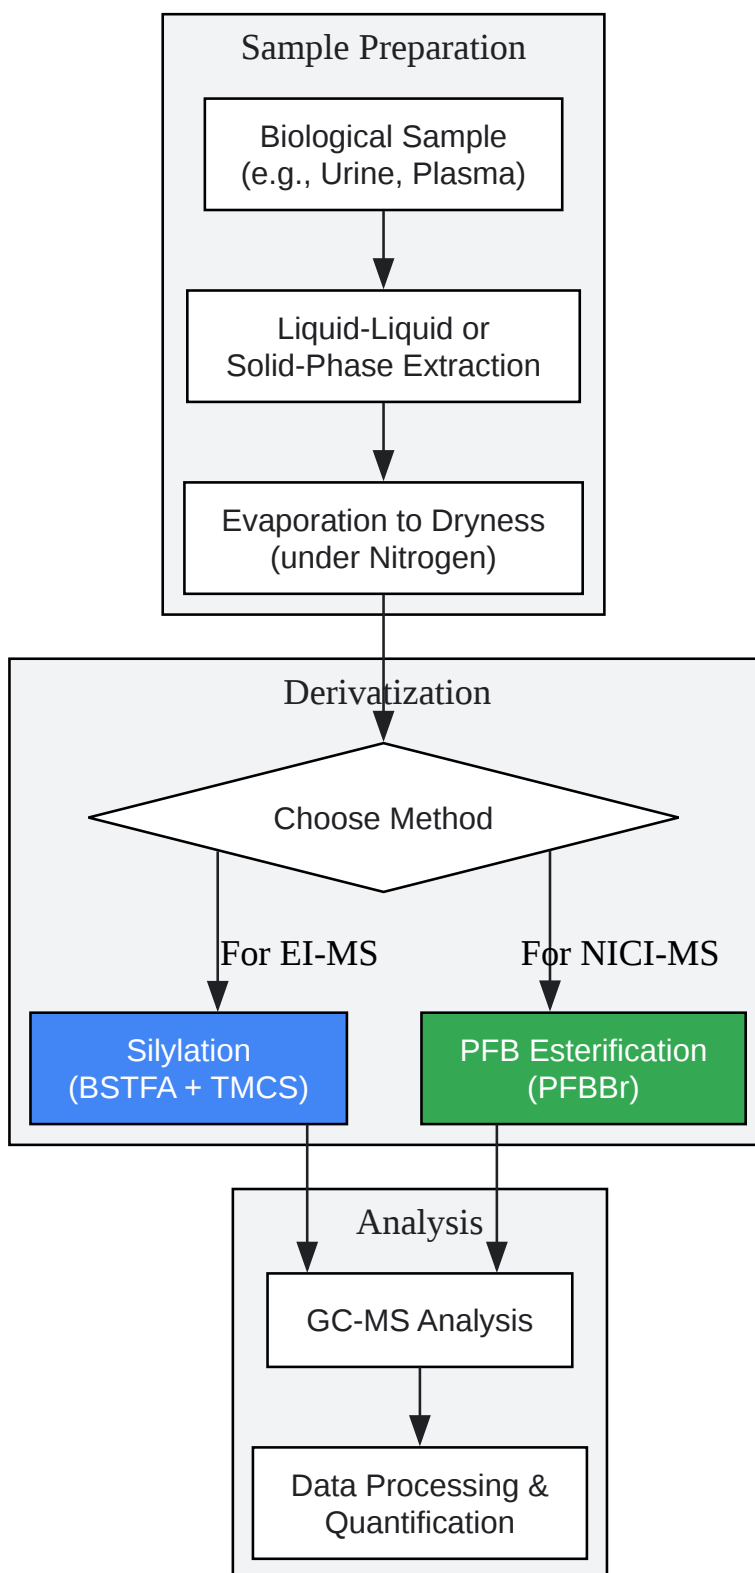 Sample Preparation
Biological Sample
(e.g., Urine, Plasma)
Liquid-Liquid or
Solid-Phase Extraction
Evaporation to Dryness
(under Nitrogen)
Derivatization
Choose Method
For EI-MS
For NICI-MS
Silylation
(BSTFA + TMCS)
PFB Esterification
(PFBBr)
Analysis
GC-MS Analysis
Data Processing &
Quantification